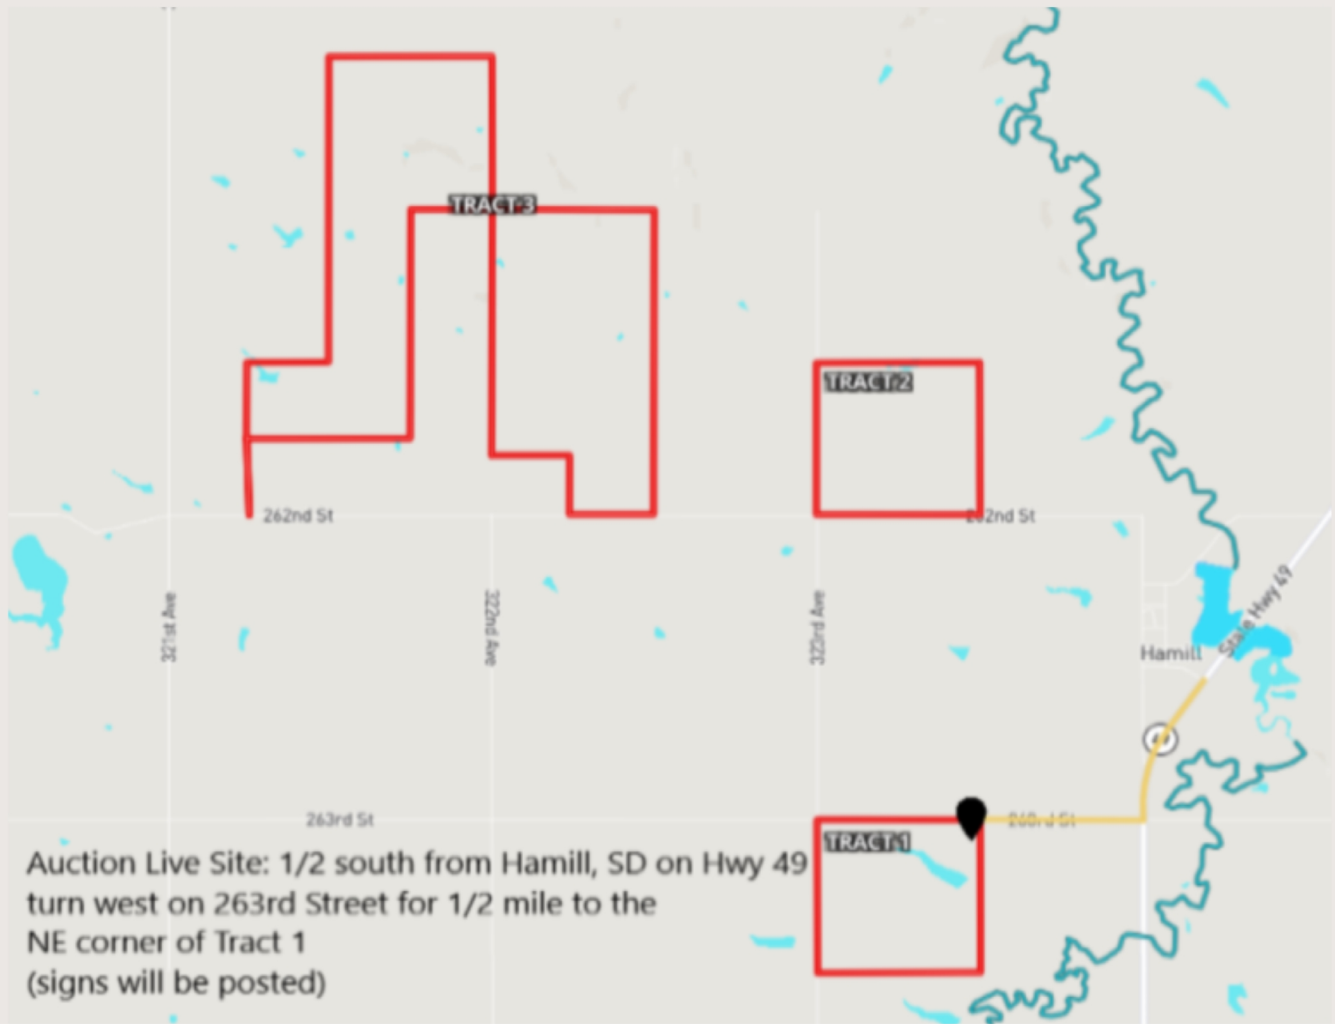 TRACT 3
TRACT 2
262nd St
262nd St
321st Ave
322nd Ave
323rd Ave
State Hwy 49
Hamill
263rd St
263rd St
TRACT 1
Auction Live Site: 1/2 south from Hamill, SD on Hwy 49
turn west on 263rd Street for 1/2 mile to the
NE corner of Tract 1
(signs will be posted)